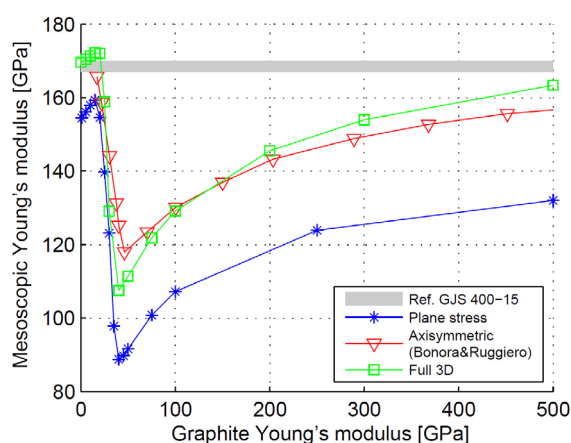 180
160
140
120
100
80
0
100
200
300
400
500
Mesoscopic Young's modulus [GPa]
Graphite Young's modulus [GPa]
Ref. GJS 400−15
Plane stress
Axisymmetric
(Bonora&Ruggiero)
Full 3D